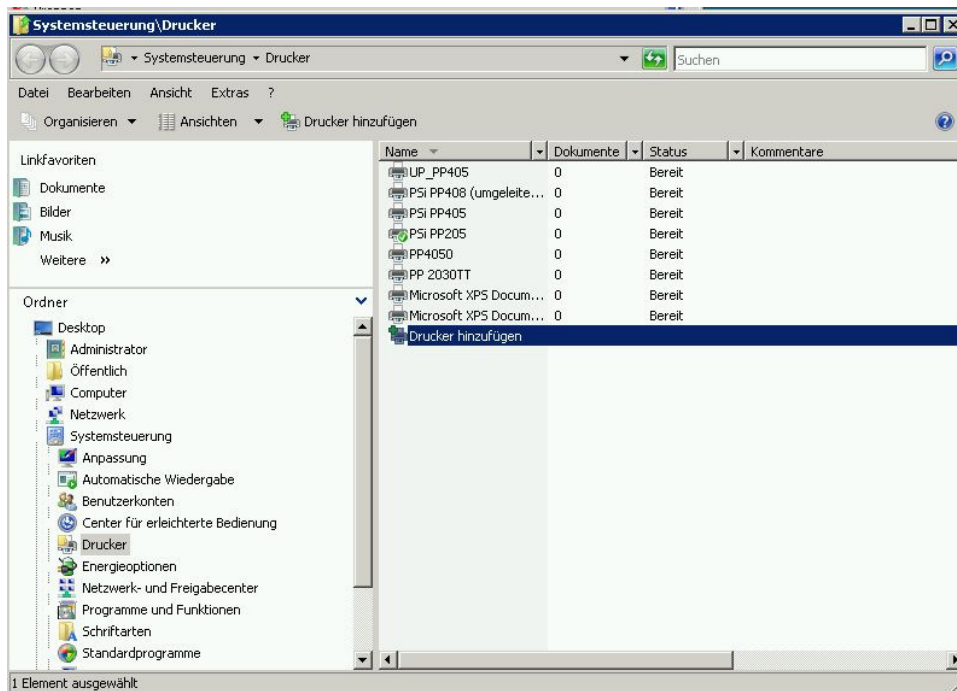 Systemsteuerung\Drucker
Systemsteuerung Drucker
Suchen
Datei Bearbeiten Ansicht Extras ?
Organisieren Ansichten Drucker hinzufügen
Linkfavoriten
Dokumente
Bilder
Musik
Weitere »
Ordner
Desktop
Administrator
Öffentlich
Computer
Netzwerk
Systemsteuerung
Anpassung
Automatische Wiedergabe
Benutzerkonten
Center für erleichterte Bedienung
Drucker
Energieoptionen
Netzwerk- und Freigabecenter
Programme und Funktionen
Schriftarten
Standardprogramme
Name Dokumente Status Kommentare
UP_PP405 0 Bereit
PSi PP408 (umgeleite... 0 Bereit
PSi PP405 0 Bereit
PSi PP205 0 Bereit
PP4050 0 Bereit
PP 2030TT 0 Bereit
Microsoft XPS Docum... 0 Bereit
Microsoft XPS Docum... 0 Bereit
Drucker hinzufügen
1 Element ausgewählt